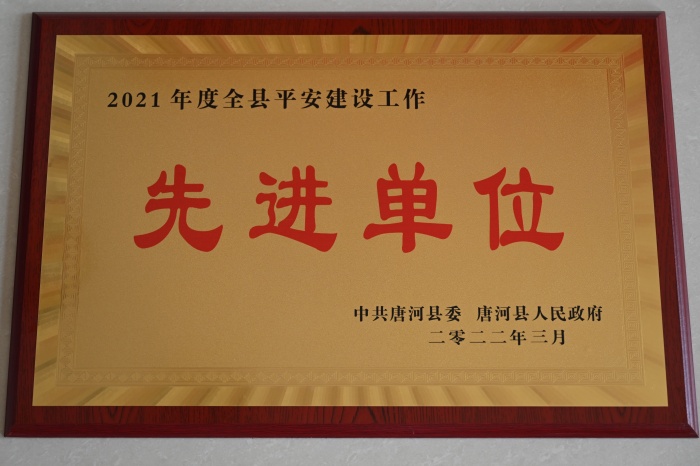 2021年度全县平安建设工作
先进单位
中共唐河县委 唐河县人民政府
二零二二年三月